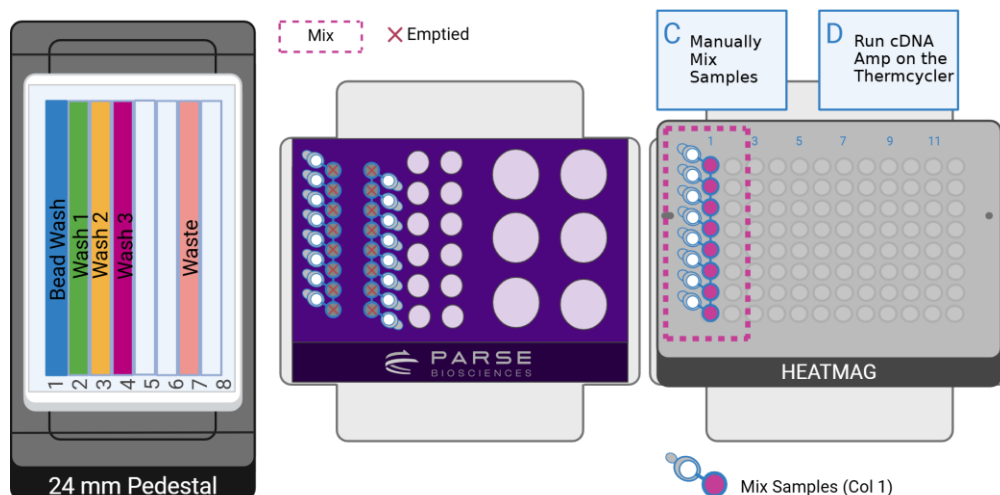 Mix
Emptied
C Manually
Mix
Samples
D Run cDNA
Amp on the
Thermcycler
Bead Wash
Wash 1
Wash 2
Wash 3
Waste
1 2 3 4 5 6 7 8
24 mm Pedestal
PARSE
BIOSCIENCES
1 3 5 7 9 11
HEATMAG
Mix Samples (Col 1)